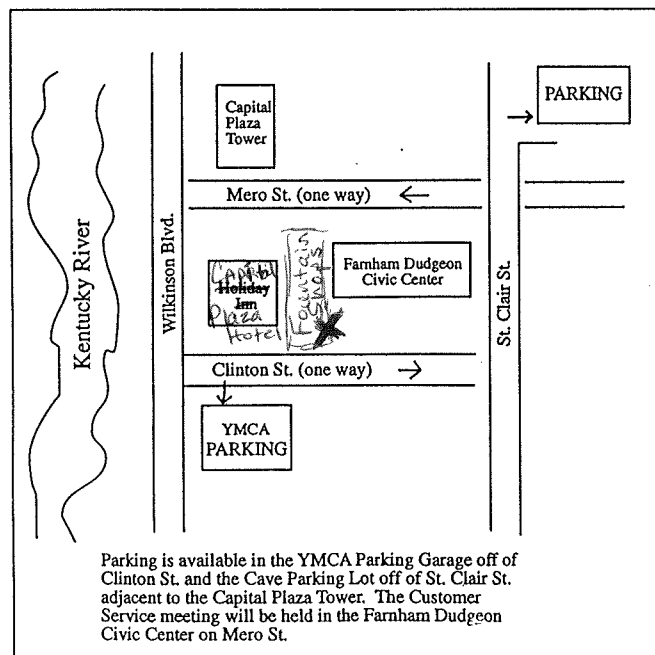 Capital
Plaza
Tower
PARKING
Mero St. (one way)
Kentucky River
Wilkinson Blvd.
Capital
Holiday
Inn
Plaza
Hotel
Fountain
Shops
Farnham Dudgeon
Civic Center
St. Clair St.
Clinton St. (one way)
YMCA
PARKING
Parking is available in the YMCA Parking Garage off of
Clinton St. and the Cave Parking Lot off of St. Clair St.
adjacent to the Capital Plaza Tower. The Customer
Service meeting will be held in the Farnham Dudgeon
Civic Center on Mero St.